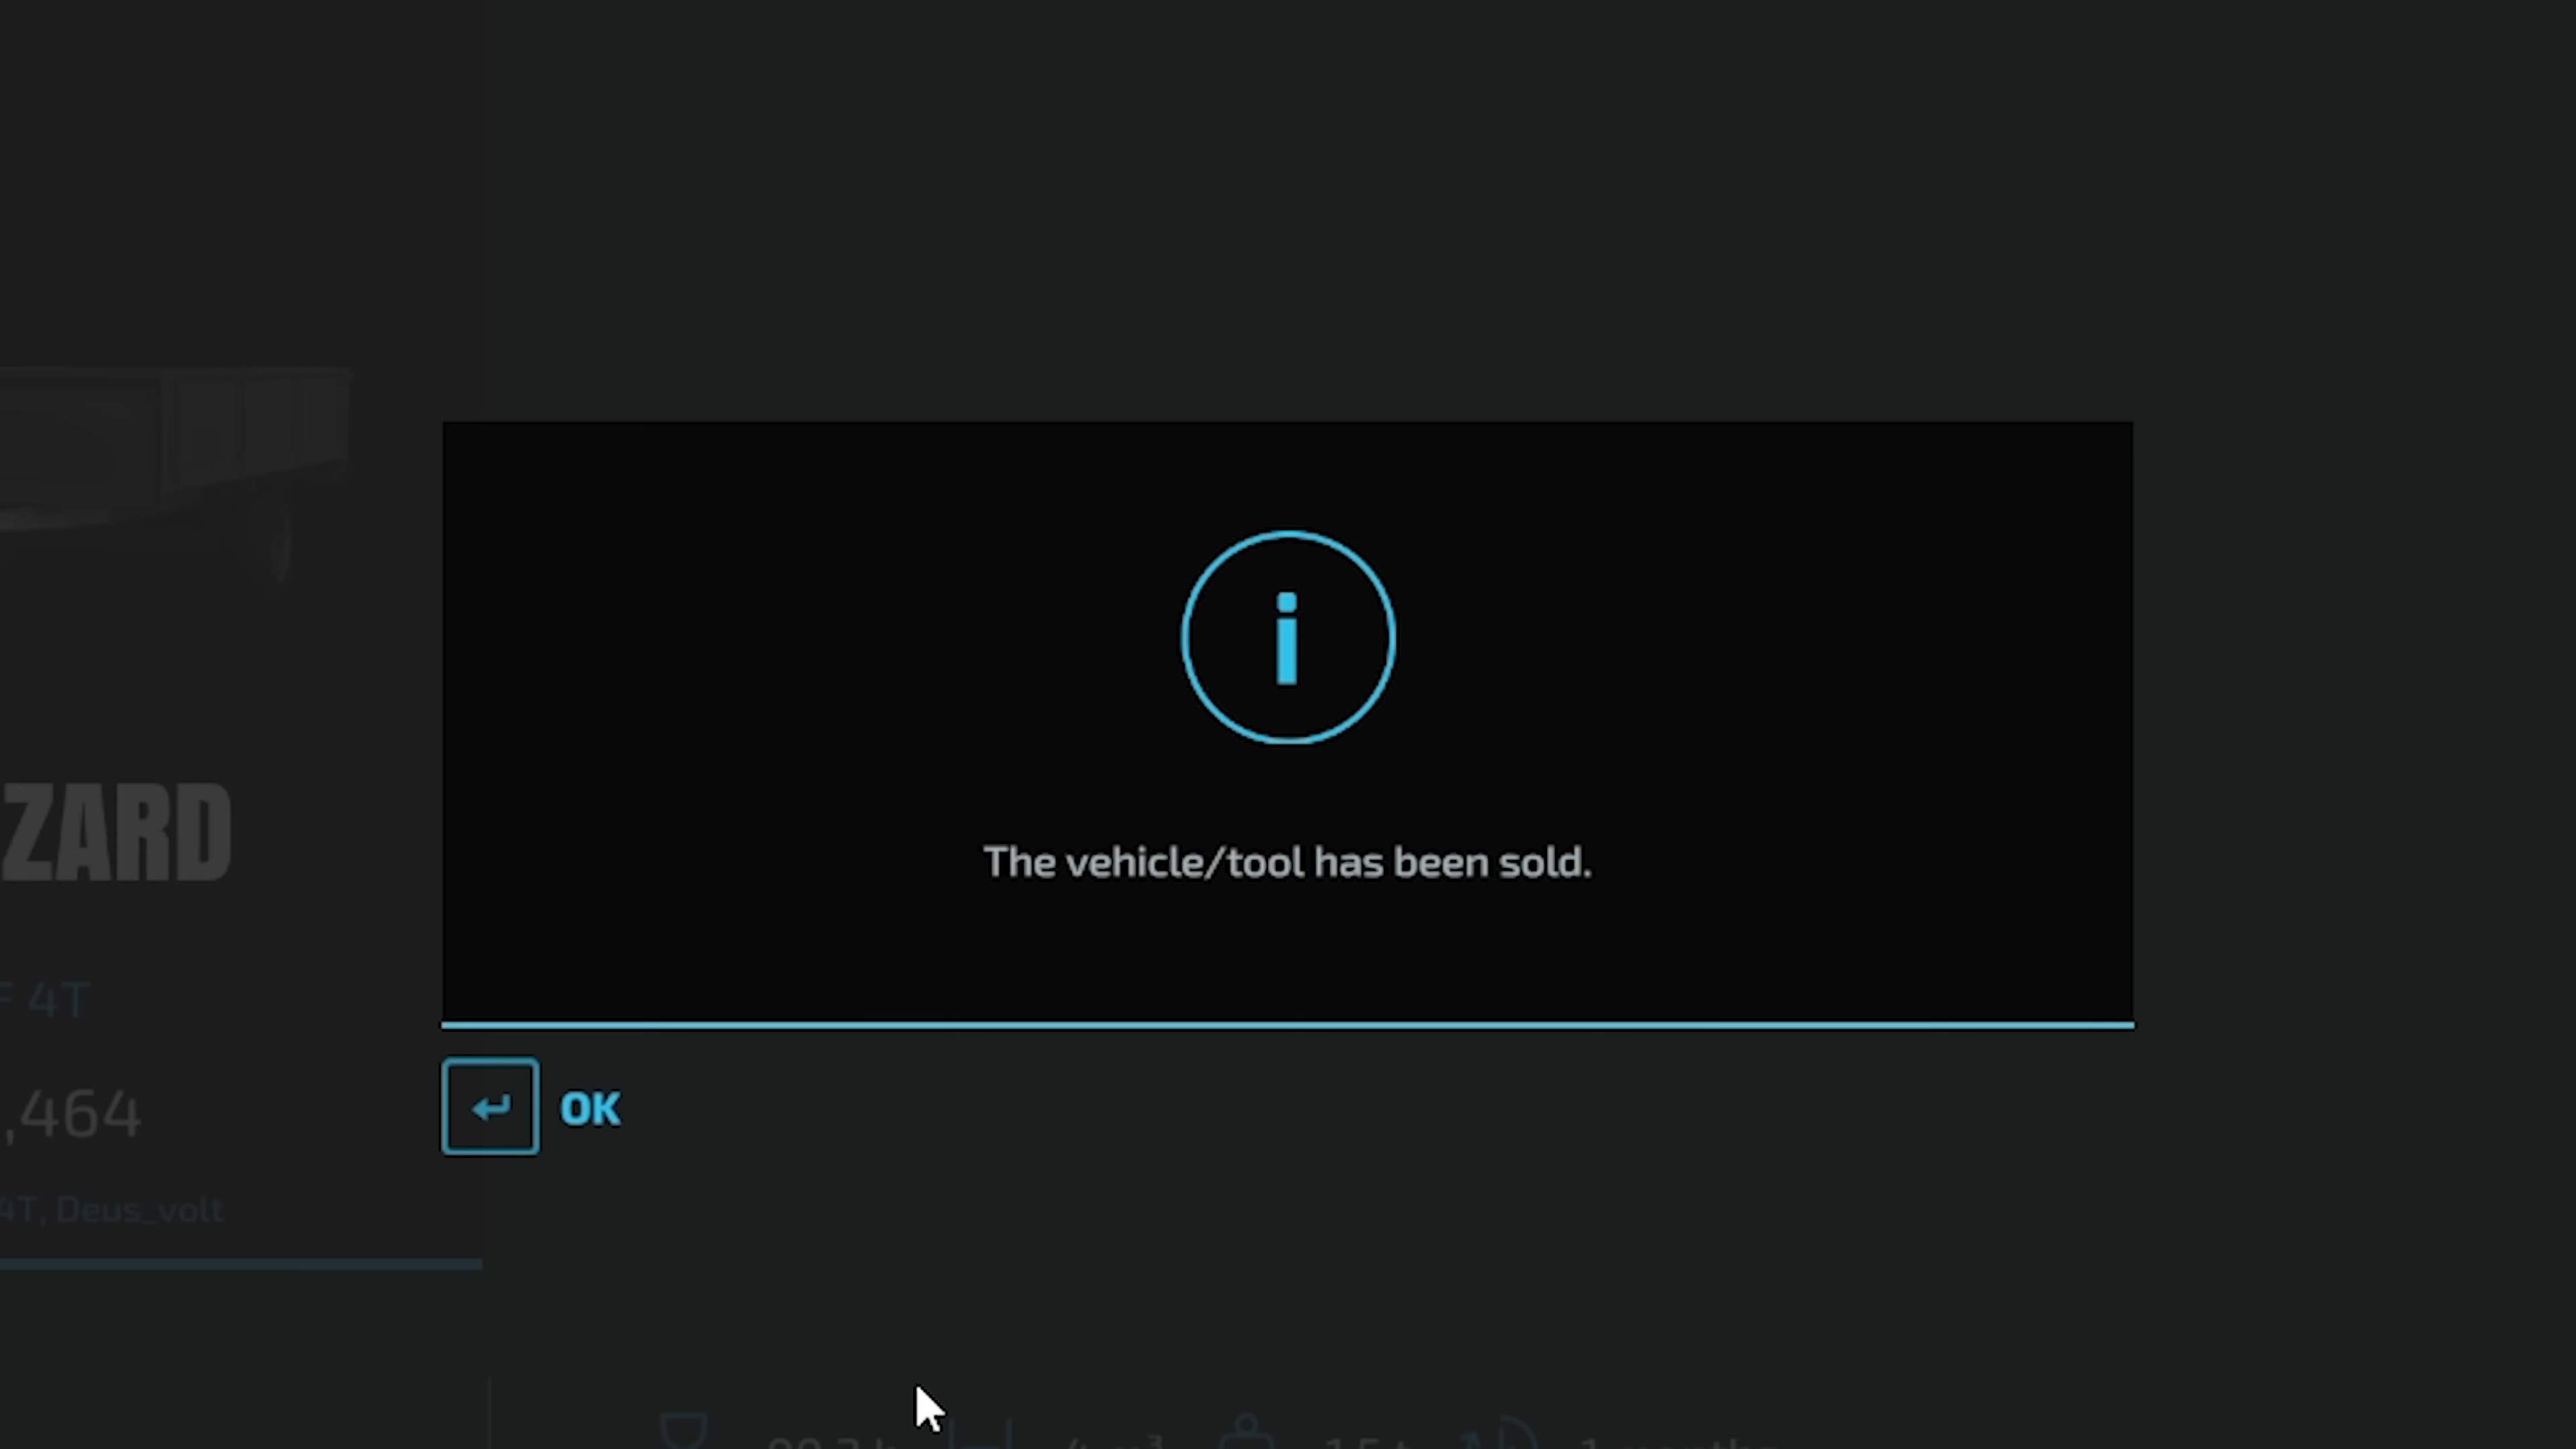 The vehicle/tool has been sold.
ZARD
4T
,464
4T, Deus_volt
OK